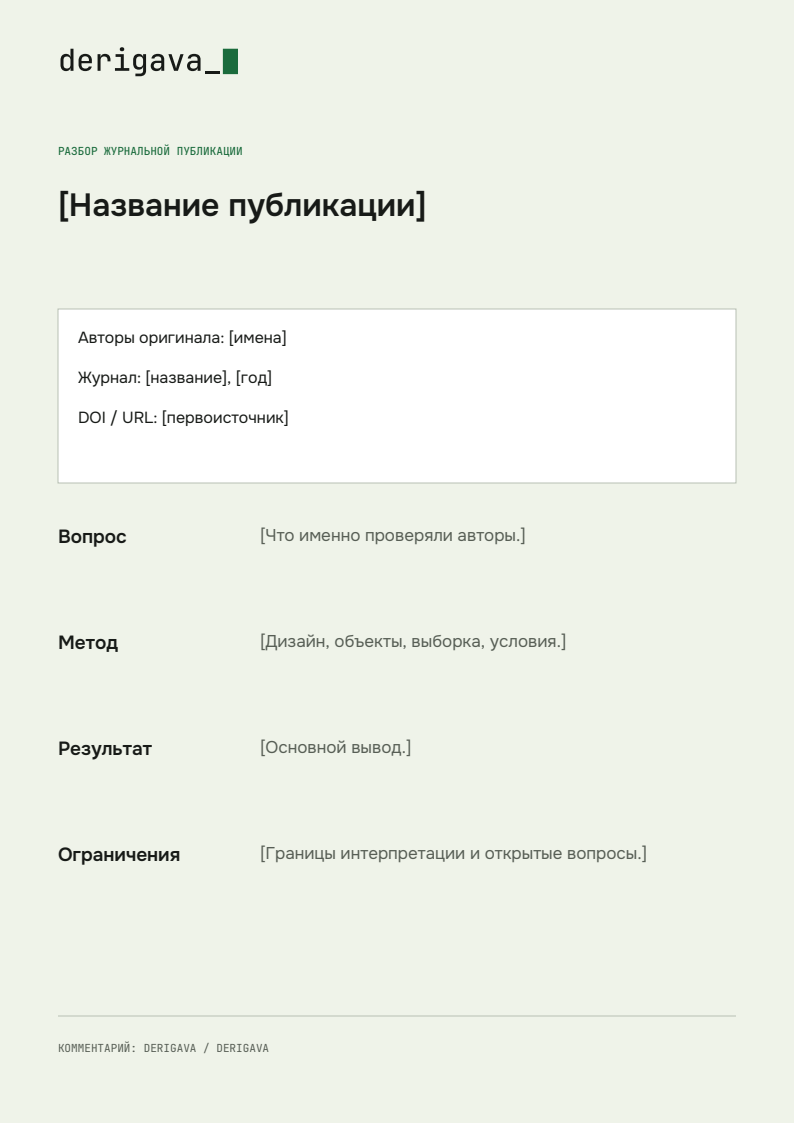 derigava_
РАЗБОР ЖУРНАЛЬНОЙ ПУБЛИКАЦИИ
[Название публикации]
Авторы оригинала: [имена]
Журнал: [название], [год]
DOI / URL: [первоисточник]
Вопрос [Что именно проверяли авторы.]
Метод [Дизайн, объекты, выборка, условия.]
Результат [Основной вывод.]
Ограничения [Границы интерпретации и открытые вопросы.]
КОММЕНТАРИЙ: DERIGAVA / DERIGAVA